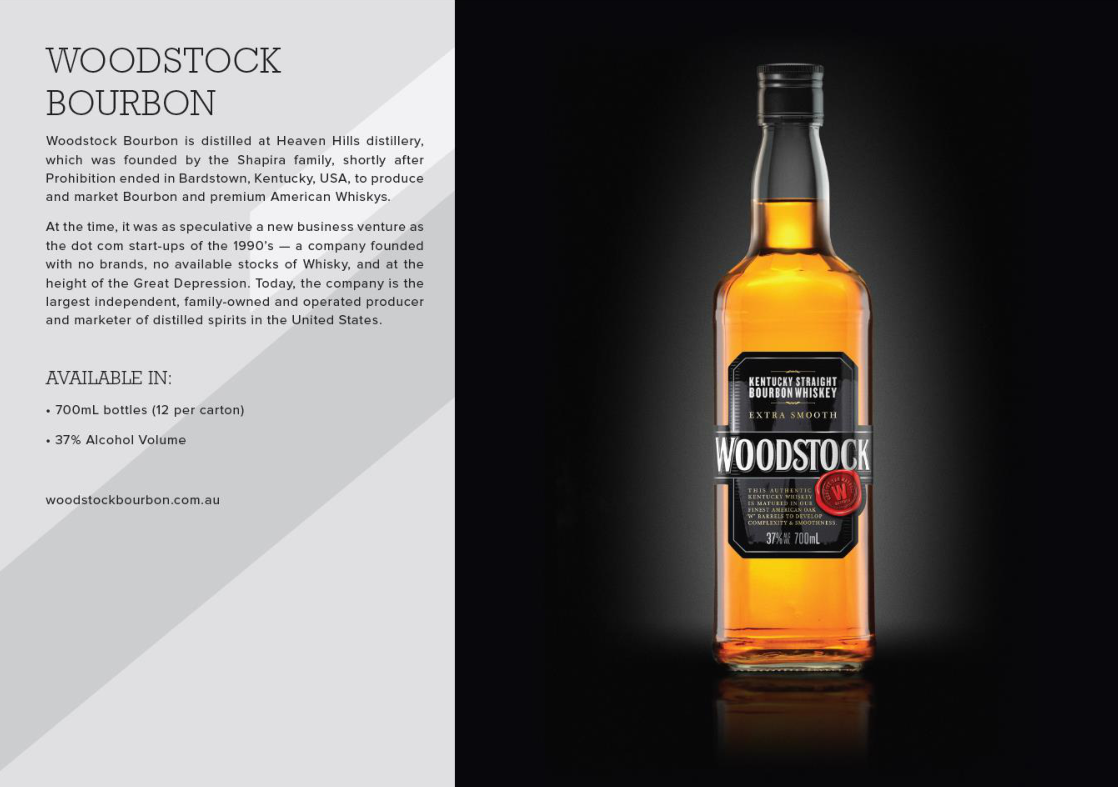 WOODSTOCK
BOURBON
Woodstock Bourbon is distilled at Heaven Hills distillery,
which was founded by the Shapira family, shortly after
Prohibition ended in Bardstown, Kentucky, USA, to produce
and market Bourbon and premium American Whiskys.
At the time, it was as speculative a new business venture as
the dot com start-ups of the 1990's — a company founded
with no brands, no available stocks of Whisky, and at the
height of the Great Depression. Today, the company is the
largest independent, family-owned and operated producer
and marketer of distilled spirits in the United States.
AVAILABLE IN:
• 700mL bottles (12 per carton)
• 37% Alcohol Volume
woodstockbourbon.com.au
KENTUCKY STRAIGHT
BOURBON WHISKEY
EXTRA SMOOTH
WOODSTOCK
W
THIS AUTHENTIC
KENTUCKY WHISKEY
IS MATURED IN OUR
FINEST AMERICAN OAK
"W" BARRELS TO DEVELOP
COMPLEXITY & SMOOTHNESS.
37% ALC VOL 700mL